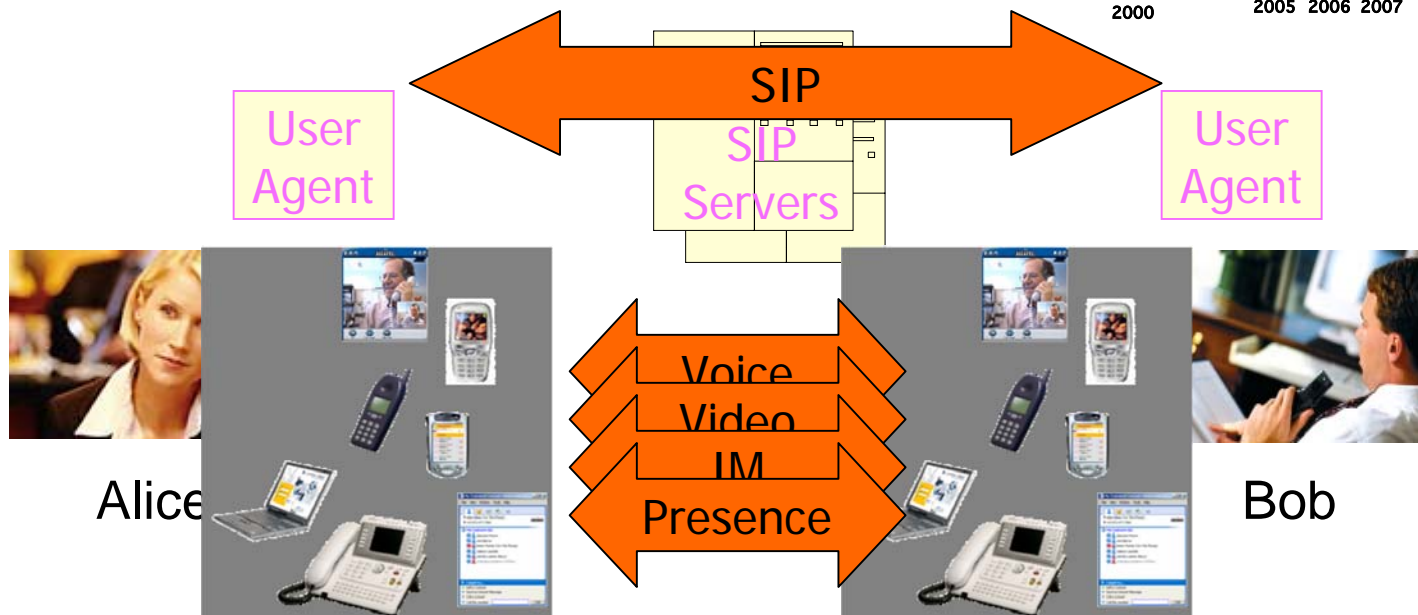 2000
2005 2006 2007
SIP
User
Agent
SIP
Servers
User
Agent
Voice
Video
IM
Presence
Alice
Bob